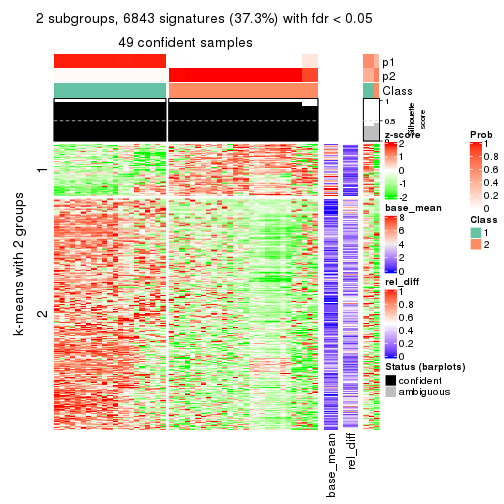 2 subgroups, 6843 signatures (37.3%) with fdr < 0.05
49 confident samples
p1
p2
Class
1
0.5
0
Silhouette
score
k-means with 2 groups
1
2
base_mean
rel_diff
z-score
2
1
0
-1
-2
base_mean
8
6
4
2
0
rel_diff
1
0.8
0.6
0.4
0.2
0
Status (barplots)
confident
ambiguous
Prob
1
0.8
0.6
0.4
0.2
0
Class
1
2